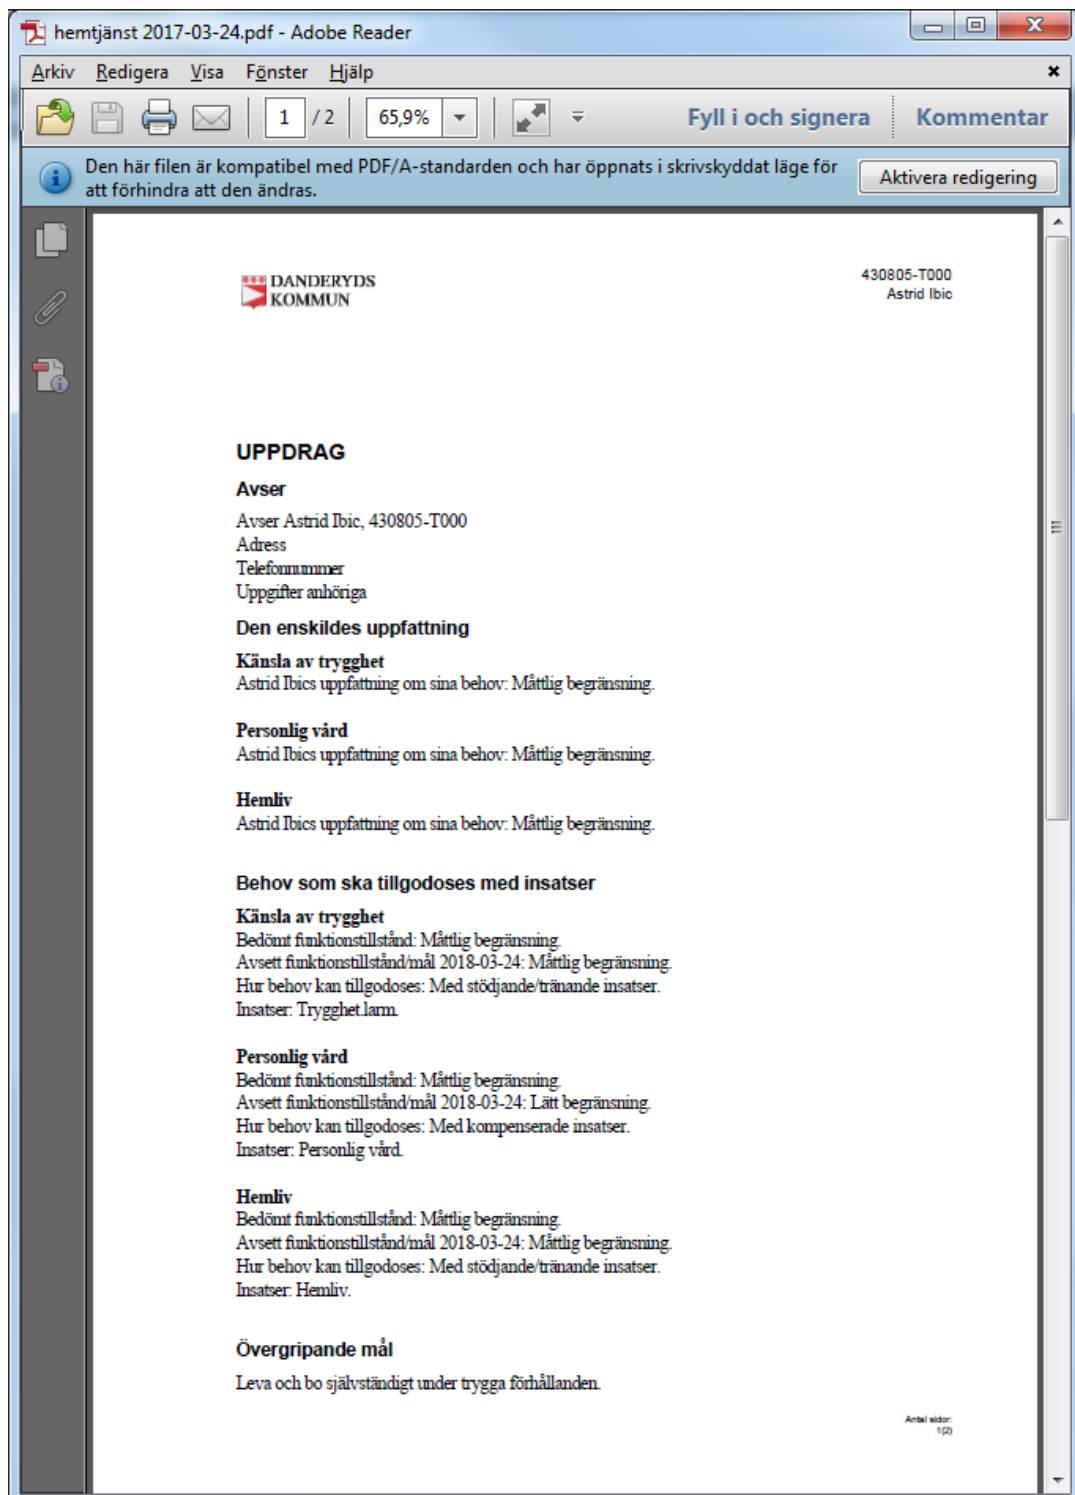 hemtjänst 2017-03-24.pdf - Adobe Reader
Arkiv Redigera Visa Fönster Hjälp
1 / 2 65,9% Fyll i och signera Kommentar
Den här filen är kompatibel med PDF/A-standarden och har öppnats i skrivskyddat läge för
att förhindra att den ändras.
Aktivera redigering
DANDERYDS
KOMMUN
430805-T000
Astrid Ibic
UPPDRAG
Avser
Avser Astrid Ibic, 430805-T000
Adress
Telefonnummer
Uppgifter anhöriga
Den enskildes uppfattning
Känsla av trygghet
Astrid Ibics uppfattning om sina behov: Måttlig begränsning.
Personlig vård
Astrid Ibics uppfattning om sina behov: Måttlig begränsning.
Hemliv
Astrid Ibics uppfattning om sina behov: Måttlig begränsning.
Behov som ska tillgodoses med insatser
Känsla av trygghet
Bedömt funktionstillstånd: Måttlig begränsning.
Avsett funktionstillstånd/mål 2018-03-24: Måttlig begränsning.
Hur behov kan tillgodoses: Med stödjande/tränande insatser.
Insatser: Trygghet.larm.
Personlig vård
Bedömt funktionstillstånd: Måttlig begränsning.
Avsett funktionstillstånd/mål 2018-03-24: Lätt begränsning.
Hur behov kan tillgodoses: Med kompenserade insatser.
Insatser: Personlig vård.
Hemliv
Bedömt funktionstillstånd: Måttlig begränsning.
Avsett funktionstillstånd/mål 2018-03-24: Måttlig begränsning.
Hur behov kan tillgodoses: Med stödjande/tränande insatser.
Insatser: Hemliv.
Övergripande mål
Leva och bo självständigt under trygga förhållanden.
Antal sidor:
1(2)